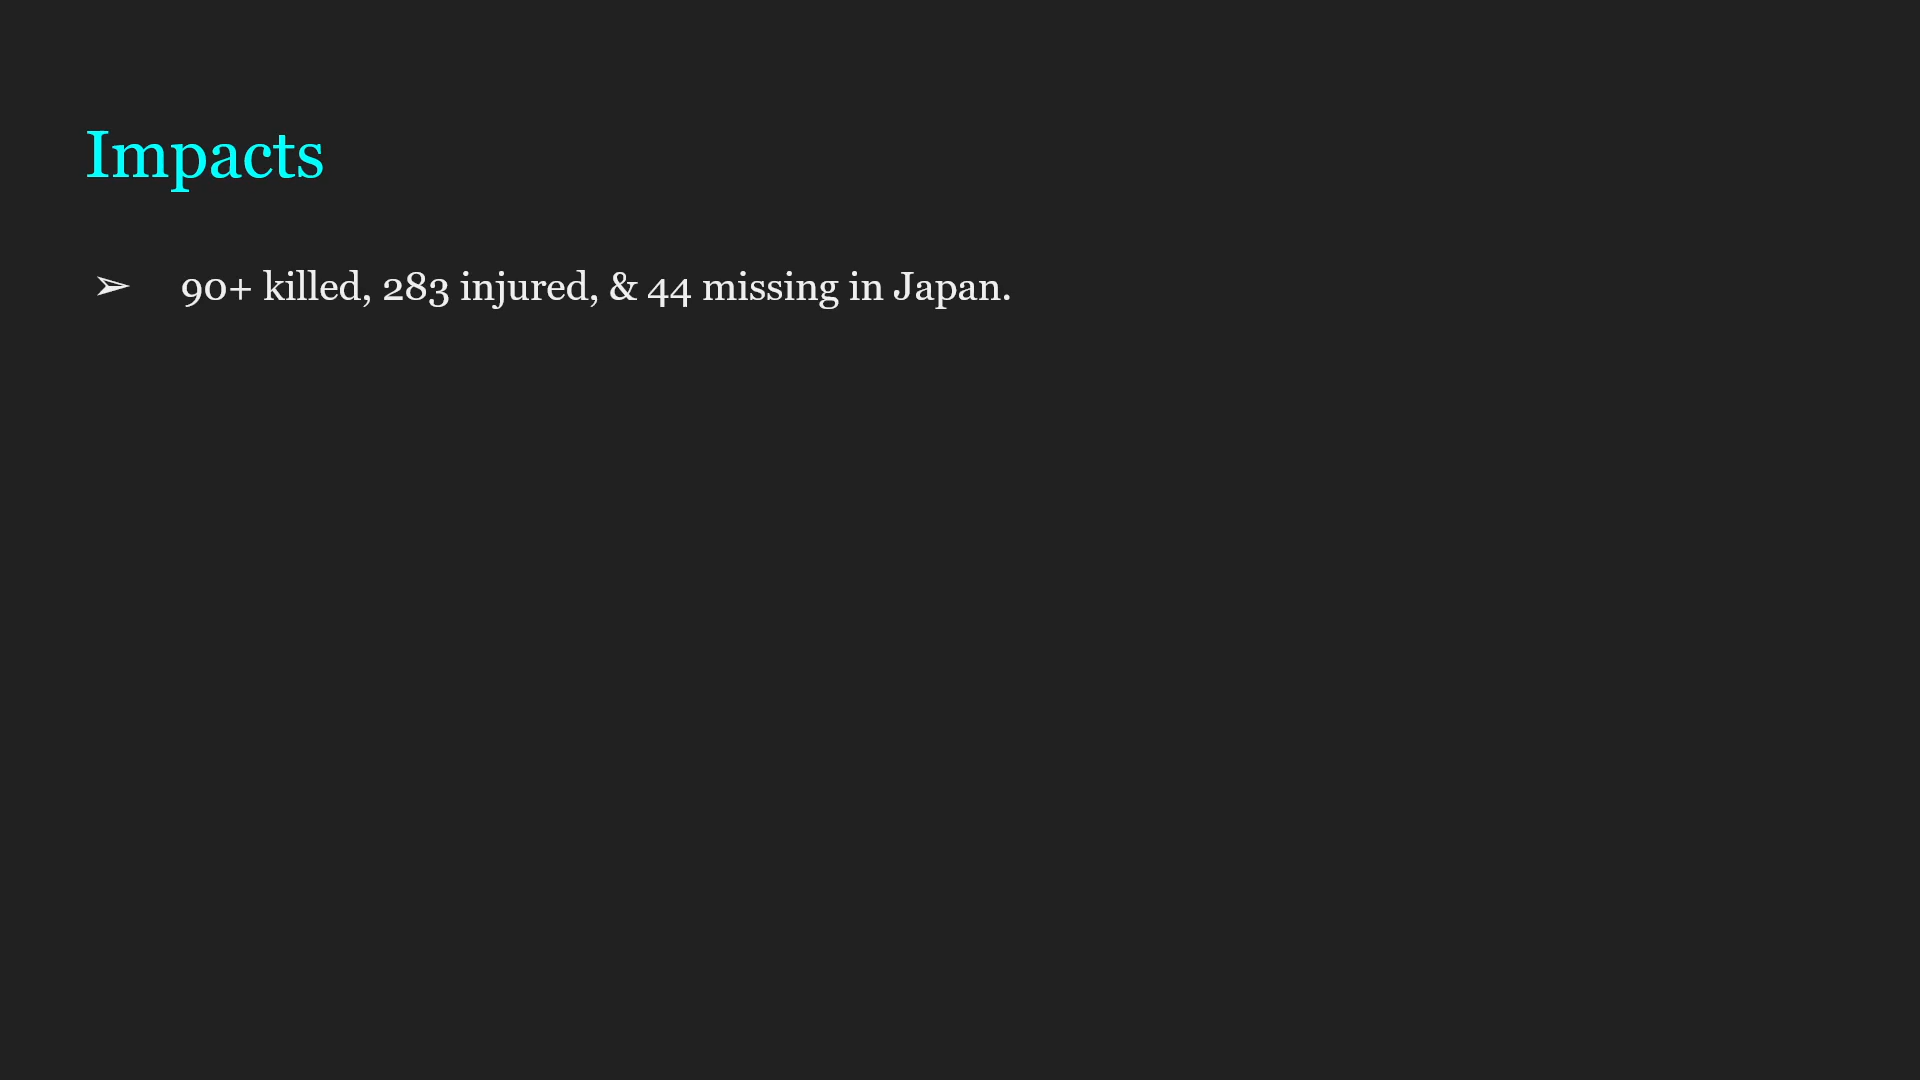 Impacts
➢ 90+ killed, 283 injured, & 44 missing in Japan.